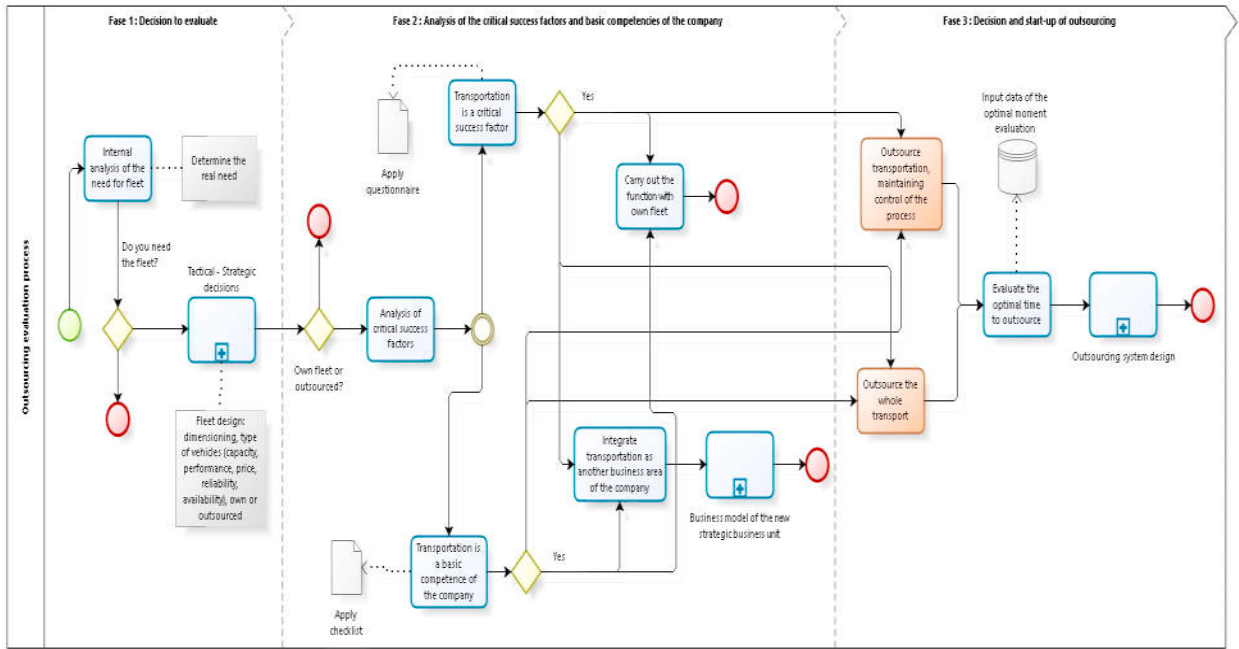 Fase 1 : Decision to evaluate
Fase 2 : Analysis of the critical success factors and basic competencies of the company
Fase 3 : Decision and start-up of outsourcing
Outsourcing evaluation process
Internal
analysis of the
need for fleet
Determine the
real need
Do you need
the fleet?
Tactical - Strategic
decisions
Fleet design:
dimensioning, type
of vehicles (capacity,
performance, price,
reliability,
availability), own or
outsourced
Own fleet or
outsourced?
Analysis of
critical success
factors
Apply
questionnaire
Transportation
is a critical
success factor
Yes
Carry out the
function with
own fleet
Integrate
transportation as
another business area
of the company
Business model of the new
strategic business unit
Apply
checklist
Transportation is
a basic
competence of
the company
Yes
Outsource
transportation,
maintaining
control of the
process
Outsource the
whole
transport
Input data of the
optimal moment
evaluation
Evaluate the
optimal time
to outsource
Outsourcing system design